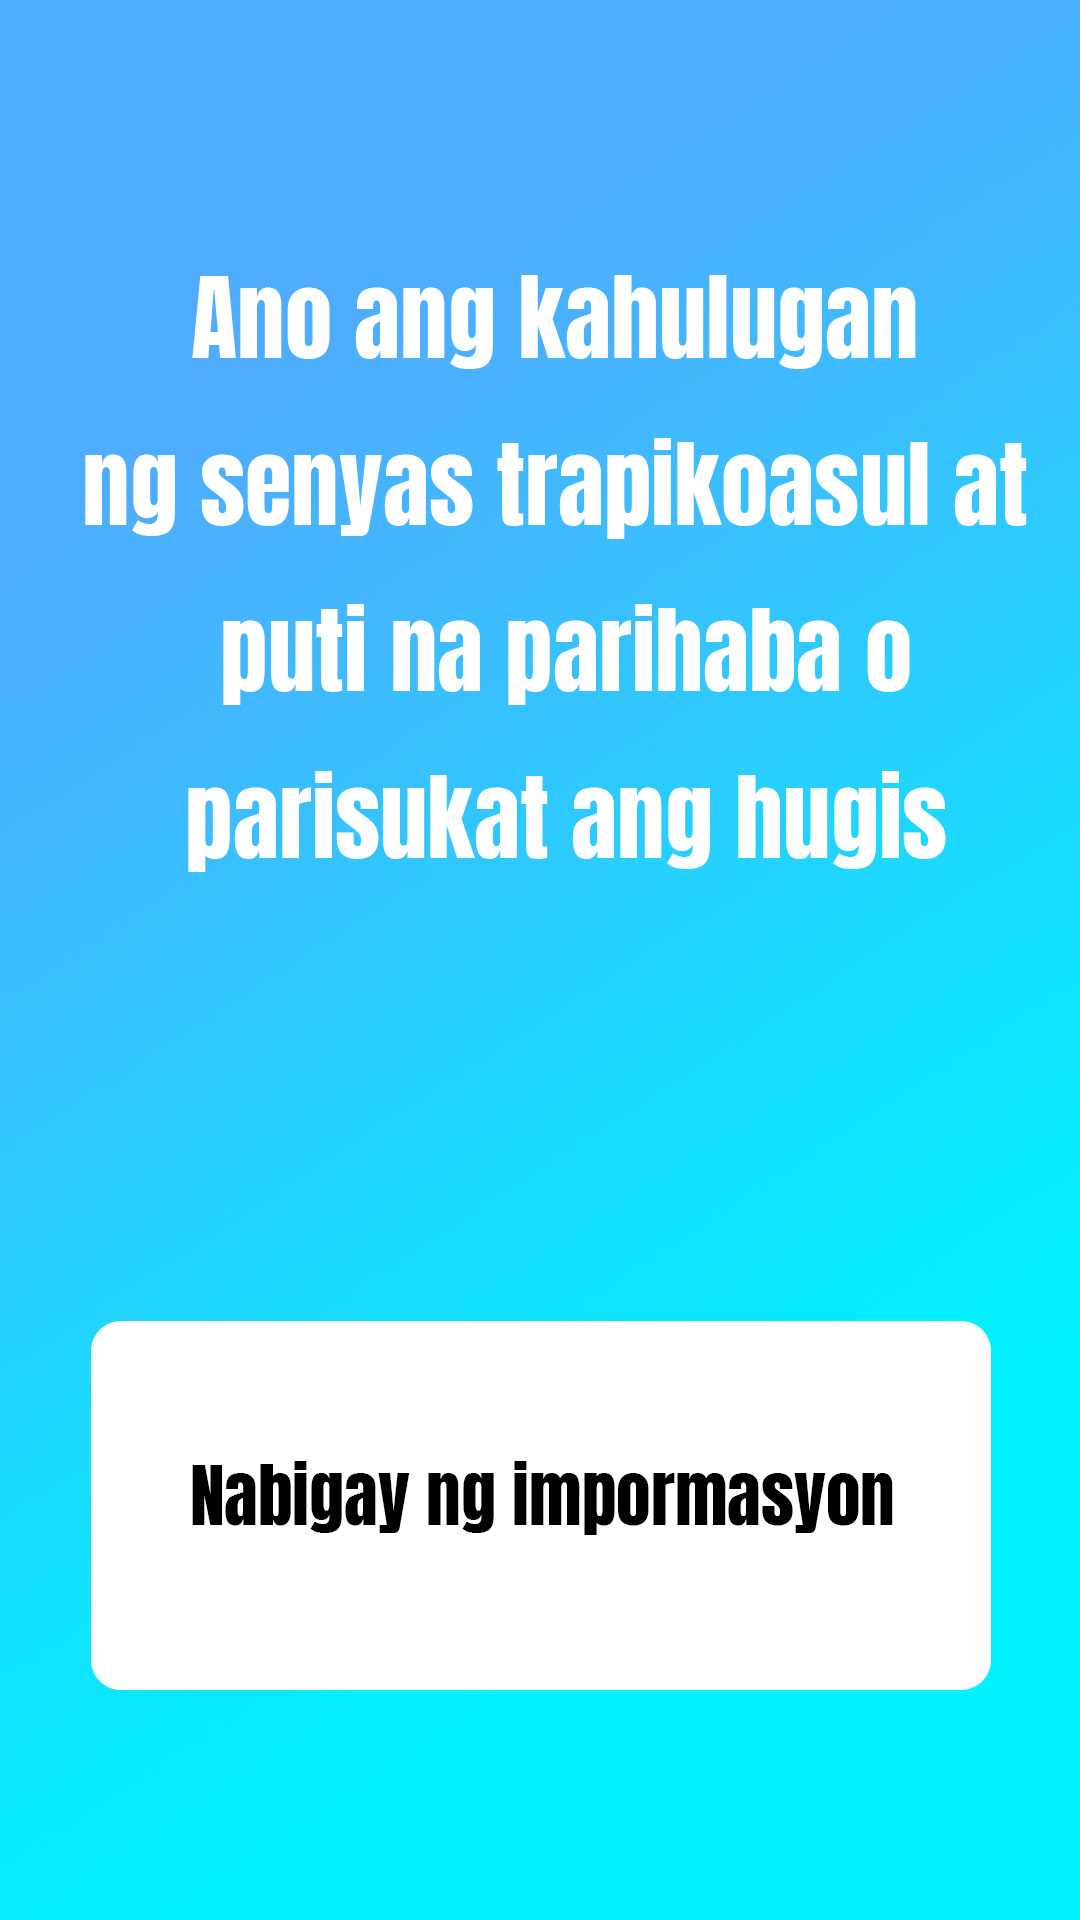 Ano ang kahulugan
ng senyas trapikoasul at
puti na parihaba o
parisukat ang hugis
Nabigay ng impormasyon